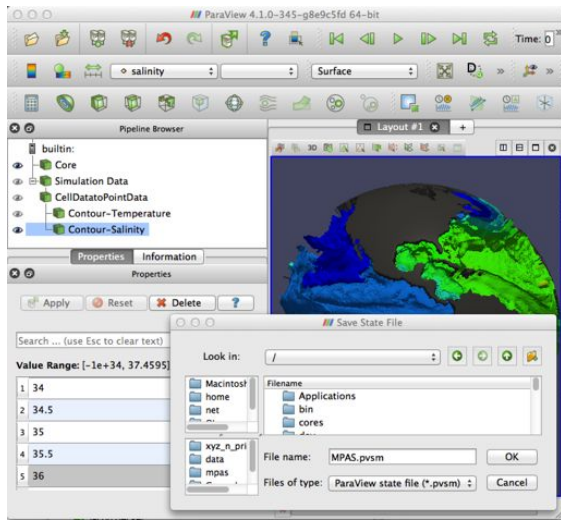 ParaView 4.1.0-345-g8e9c5fd 64-bit
Time: 0
salinity
Surface
Pipeline Browser
Layout #1
+
builtin:
3D
Core
Simulation Data
CellDatatoPointData
Contour-Temperature
Contour-Salinity
Properties
Information
Properties
Apply
Reset
Delete
?
Search ... (use Esc to clear text)
Value Range: [-1e+34, 37.4595]
1 34
2 34.5
3 35
4 35.5
5 36
Save State File
Look in:
/
Macintosh
home
net
Filename
Applications
bin
cores
xyz_n_pri
data
mpas
File name:
MPAS.pvsm
OK
Files of type:
ParaView state file (*.pvsm)
Cancel